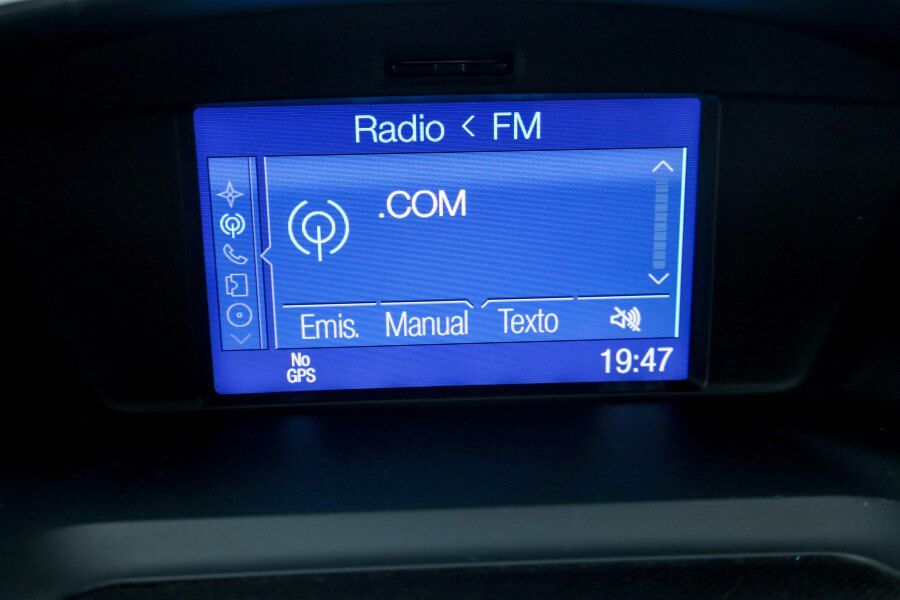 Radio < FM
.COM
Emis. Manual Texto
No
GPS
19:47